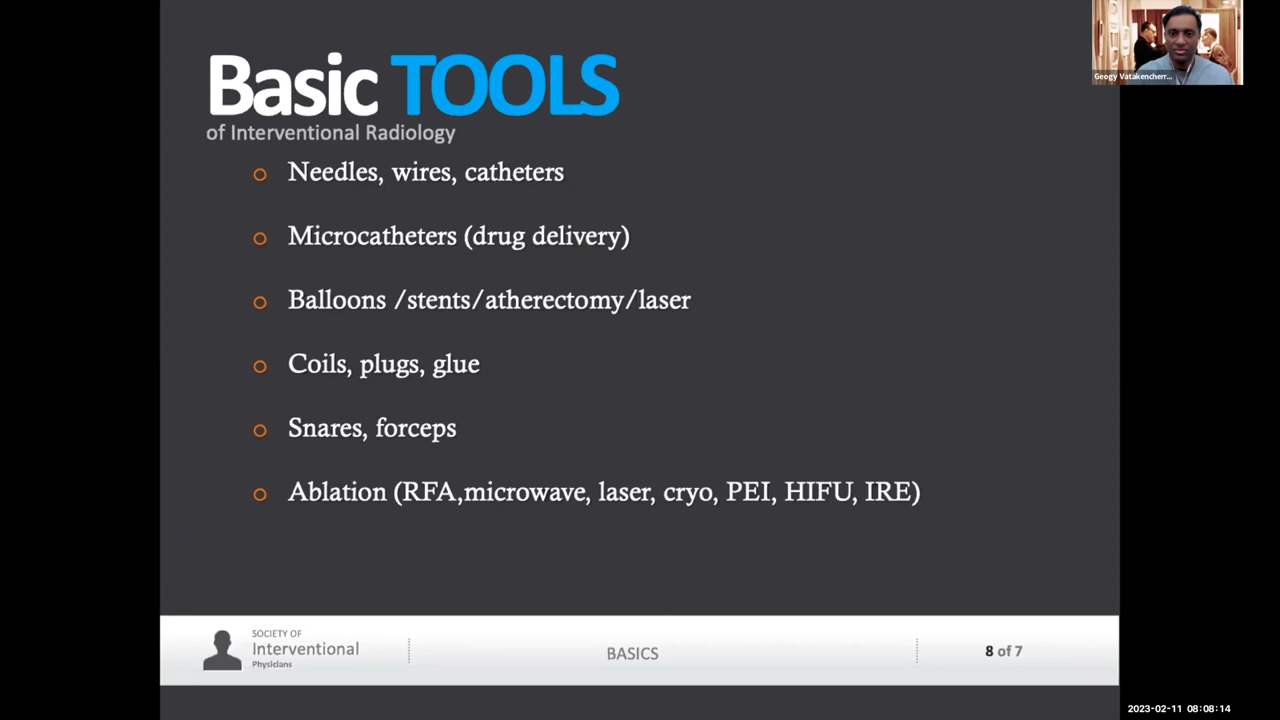 Basic TOOLS
of Interventional Radiology
Needles, wires, catheters
Microcatheters (drug delivery)
Balloons /stents/atherectomy/laser
Coils, plugs, glue
Snares, forceps
Ablation (RFA,microwave, laser, cryo, PEI, HIFU, IRE)
SOCIETY OF
Interventional
Physicians
BASICS
8 of 7
Geogy Vatakencherr...
2023-02-11 08:08:14